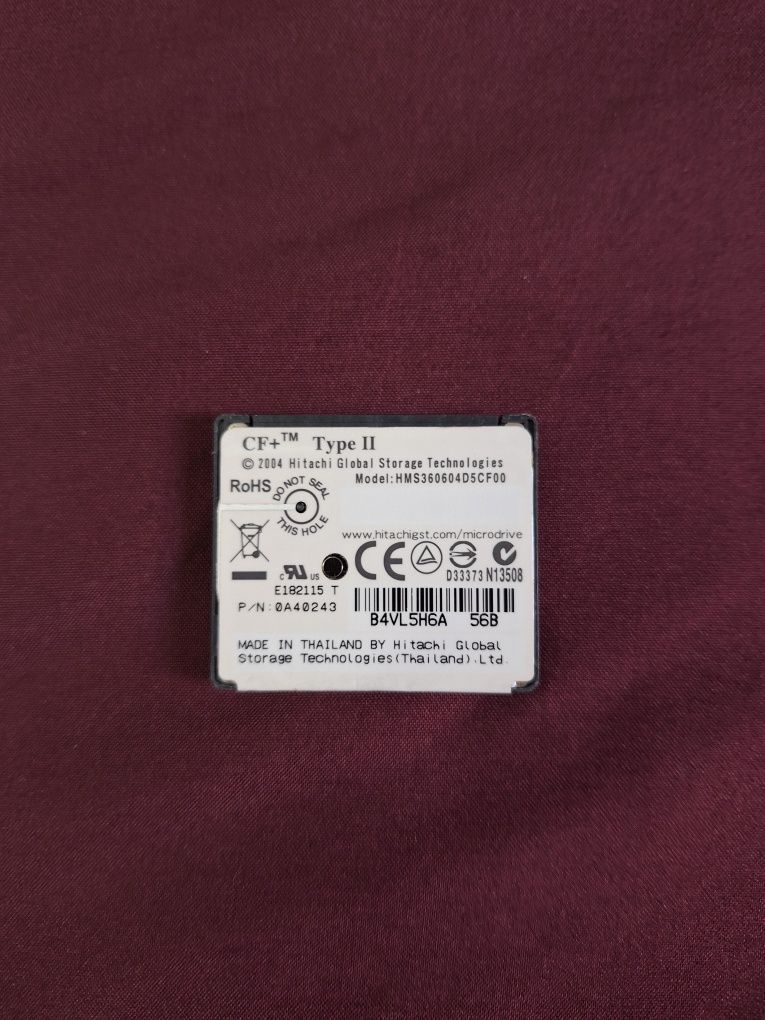 CF+™ Type II
© 2004 Hitachi Global Storage Technologies
Model:HMS360604D5CF00
RoHS
DO NOT SEAL
THIS HOLE
www.hitachigst.com/microdrive
c RU us
CE
D33373 N13508
E182115 T
P/N:0A40243
B4VL5H6A 56B
MADE IN THAILAND BY Hitachi Global
Storage Technologies(Thailand).Ltd.